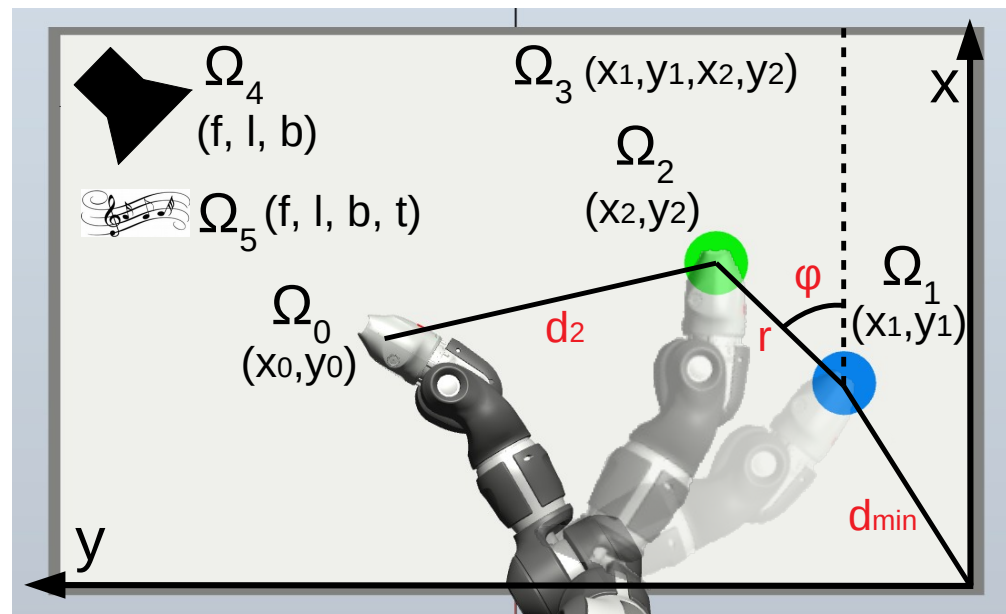 Ω4
(f, l, b)
Ω3 (x1,y1,x2,y2)
x
Ω2
(x2,y2)
Ω5 (f, l, b, t)
φ
Ω1
(x1,y1)
Ω0
(x0,y0)
d2
r
dmin
y